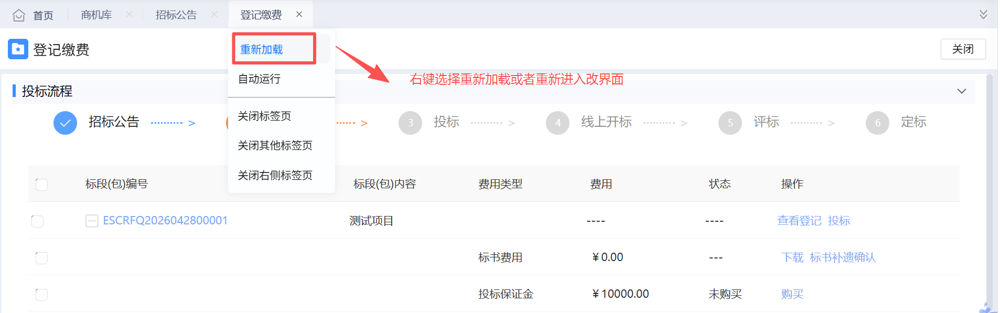 首页 商机库 × 招标公告 × 登记缴费 ×
登记缴费 关闭
重新加载
自动运行
关闭标签页
关闭其他标签页
关闭右侧标签页
右键选择重新加载或者重新进入改界面
投标流程
招标公告 > > 3 投标 > 4 线上开标 > 5 评标 > 6 定标
标段(包)编号 标段(包)内容 费用类型 费用 状态 操作
ESCRFQ2026042800001 测试项目 ---- ---- 查看登记 投标
标书费用 ¥0.00 --- 下载 标书补遗确认
投标保证金 ¥10000.00 未购买 购买